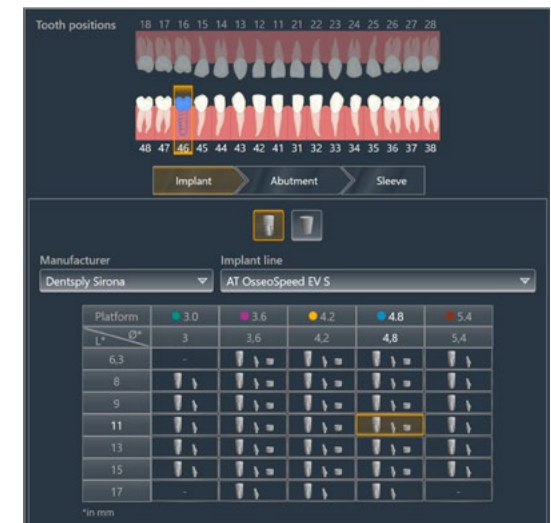 Tooth positions 18 17 16 15 14 13 12 11 21 22 23 24 25 26 27 28
48 47 46 45 44 43 42 41 31 32 33 34 35 36 37 38
Implant Abutment Sleeve
Manufacturer Implant line
Dentsply Sirona AT OsseoSpeed EV S
Platform 3.0 3.6 4.2 4.8 5.4
L* Ø* 3 3,6 4,2 4,8 5,4
6,3 - 
8
9
11
13
15
17 - -
*in mm